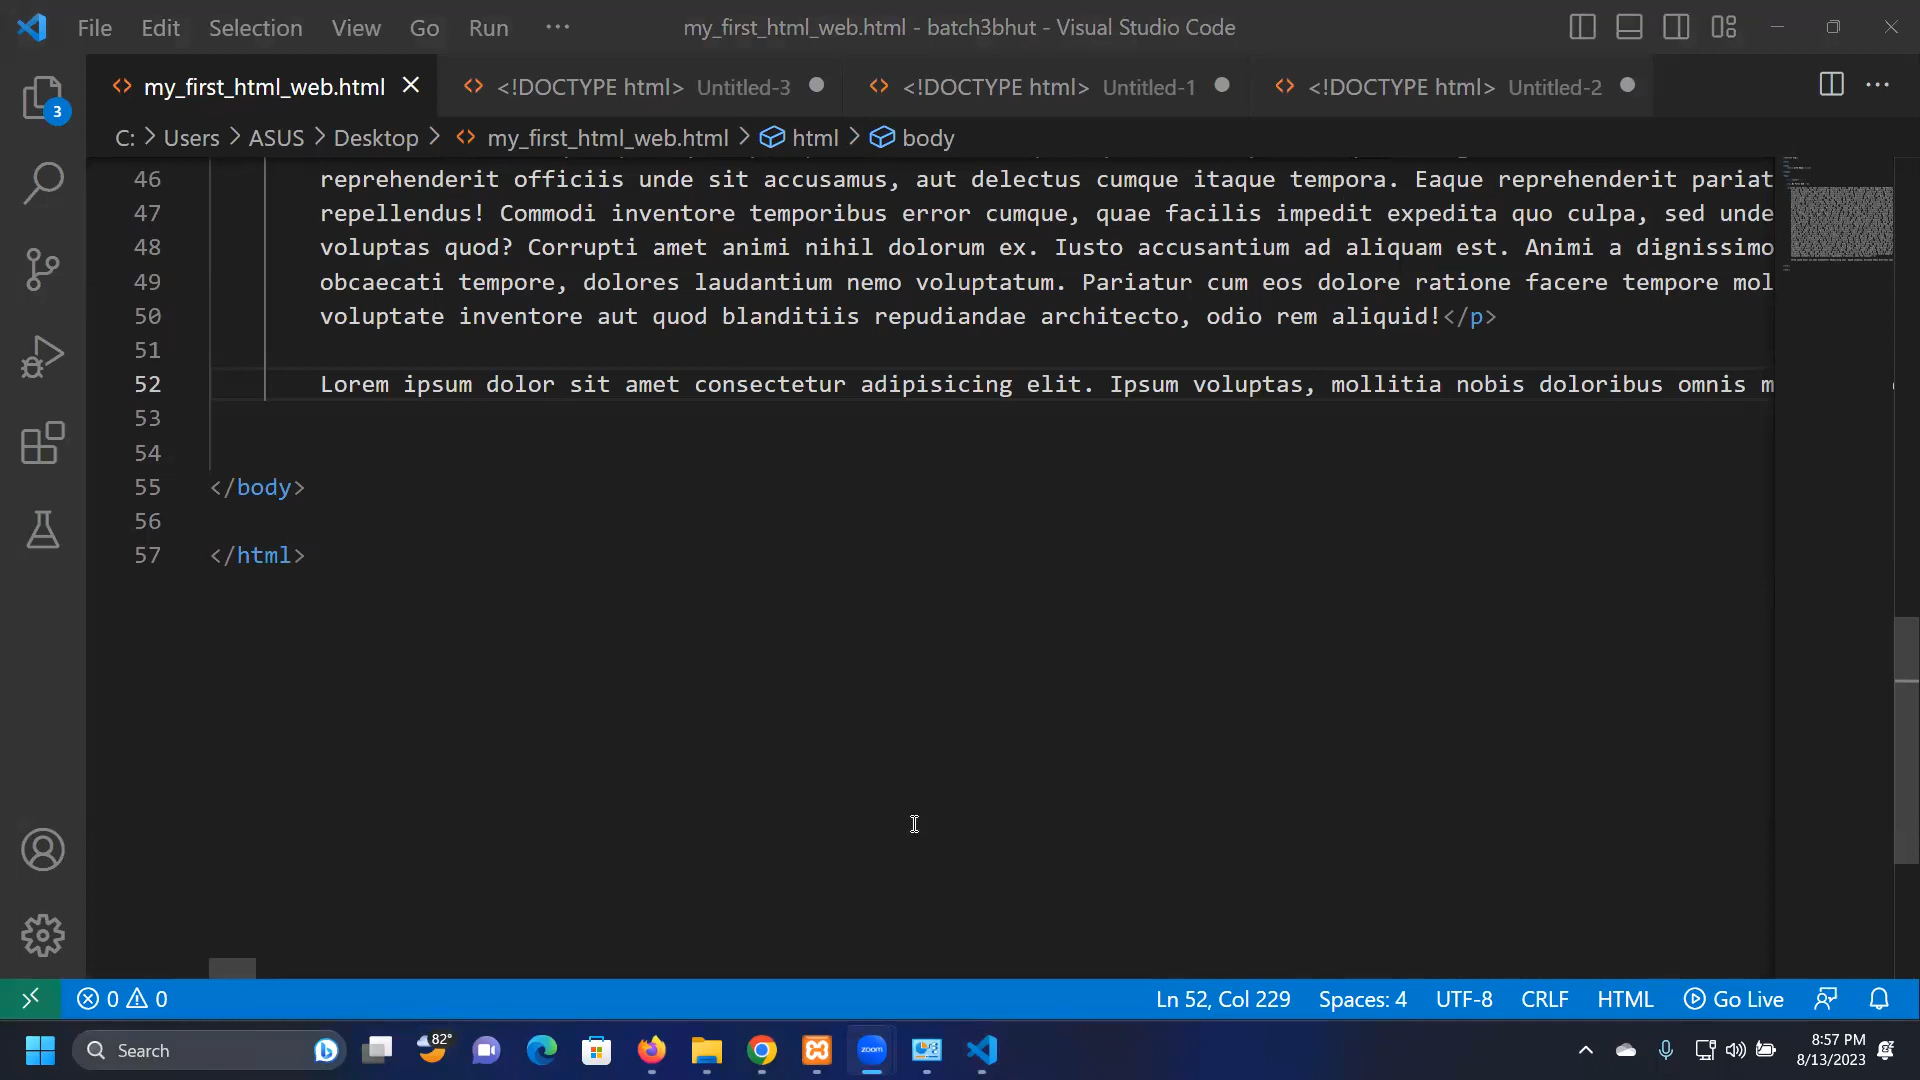 File Edit Selection View Go Run ··· my_first_html_web.html - batch3bhut - Visual Studio Code
my_first_html_web.html <!DOCTYPE html> Untitled-3 <!DOCTYPE html> Untitled-1 <!DOCTYPE html> Untitled-2
3
C: > Users > ASUS > Desktop > my_first_html_web.html > html > body
46 reprehenderit officiis unde sit accusamus, aut delectus cumque itaque tempora. Eaque reprehenderit pariat
47 repellendus! Commodi inventore temporibus error cumque, quae facilis impedit expedita quo culpa, sed unde
48 voluptas quod? Corrupti amet animi nihil dolorum ex. Iusto accusantium ad aliquam est. Animi a dignissimo
49 obcaecati tempore, dolores laudantium nemo voluptatum. Pariatur cum eos dolore ratione facere tempore mol
50 voluptate inventore aut quod blanditiis repudiandae architecto, odio rem aliquid!</p>
51
52 Lorem ipsum dolor sit amet consectetur adipisicing elit. Ipsum voluptas, mollitia nobis doloribus omnis m
53
54
55 </body>
56
57 </html>
0 0 Ln 52, Col 229 Spaces: 4 UTF-8 CRLF HTML Go Live
Search 82° zoom 8:57 PM
8/13/2023